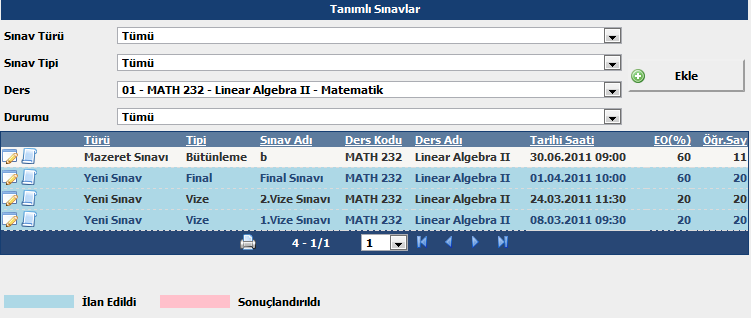 Tanımlı Sınavlar
Sınav Türü Tümü
Sınav Tipi Tümü
Ekle
Ders 01 - MATH 232 - Linear Algebra II - Matematik
Durumu Tümü
Türü Tipi Sınav Adı Ders Kodu Ders Adı Tarihi Saati EO(%) Öğr.Say
Mazeret Sınavı Bütünleme b MATH 232 Linear Algebra II 30.06.2011 09:00 60 11
Yeni Sınav Final Final Sınavı MATH 232 Linear Algebra II 01.04.2011 10:00 60 20
Yeni Sınav Vize 2.Vize Sınavı MATH 232 Linear Algebra II 24.03.2011 11:30 20 20
Yeni Sınav Vize 1.Vize Sınavı MATH 232 Linear Algebra II 08.03.2011 09:30 20 20
4 - 1/1 1
İlan Edildi Sonuçlandırıldı